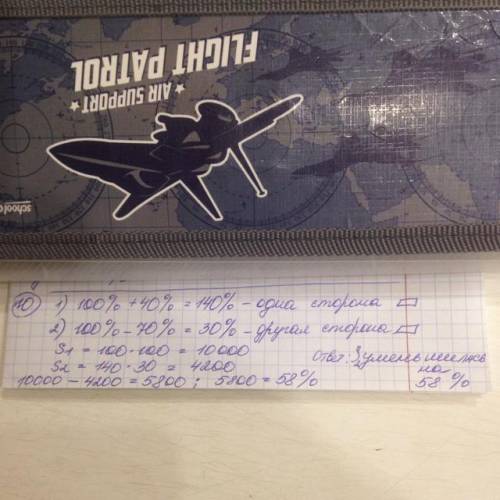 FLIGHT PATROL
AIR SUPPORT
10) 1) 100% + 40% = 140% – одна сторона ▭
2) 100% – 70% = 30% – другая сторона ▭
S1 = 100 · 100 = 10000
S2 = 140 · 30 = 4200
10000 – 4200 = 5800 ; 5800 = 58%
Ответ: S уменьшилась
на
58 %